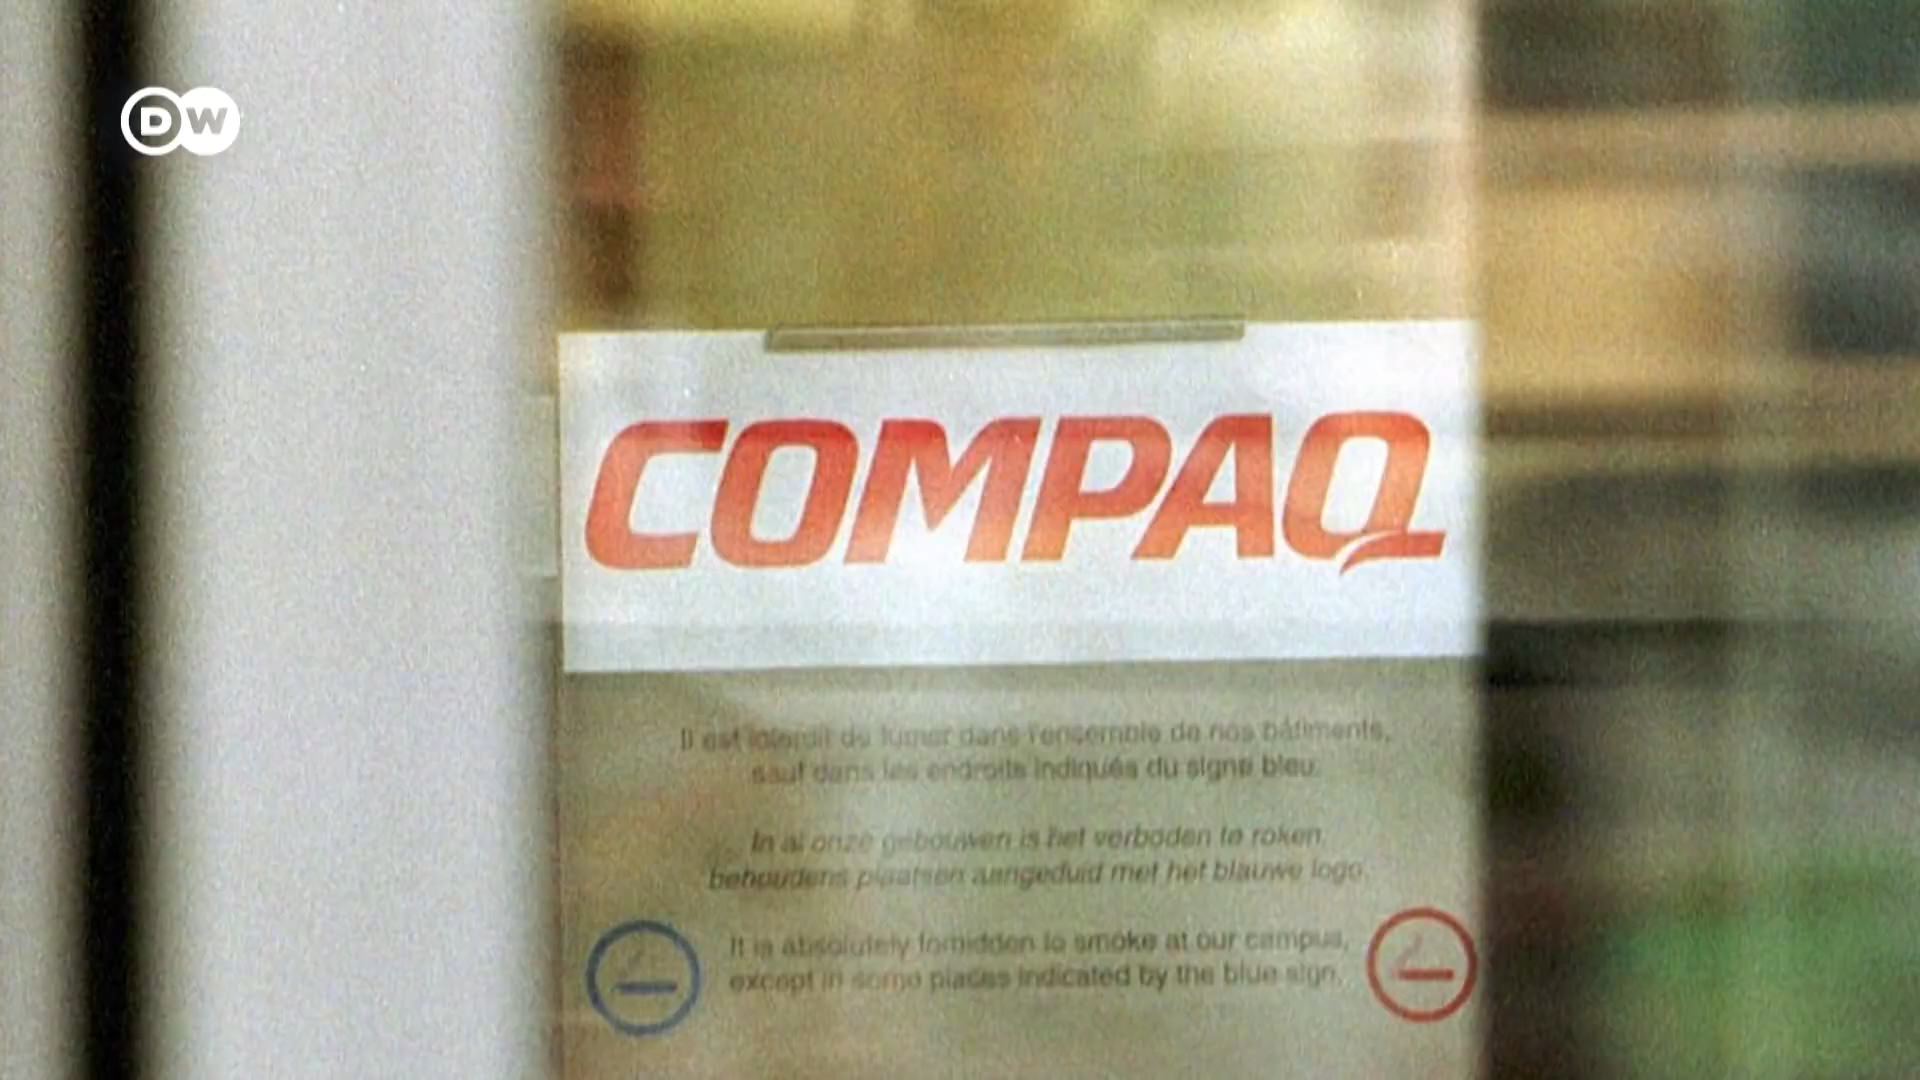 DW
COMPAQ
Il est interdit de fumer dans l'ensemble de nos bâtiments,
sauf dans les endroits indiqués du signe bleu.
In al onze gebouwen is het verboden te roken,
behoudens plaatsen aangeduid met het blauwe logo.
It is absolutely forbidden to smoke at our campus,
except in some places indicated by the blue sign.